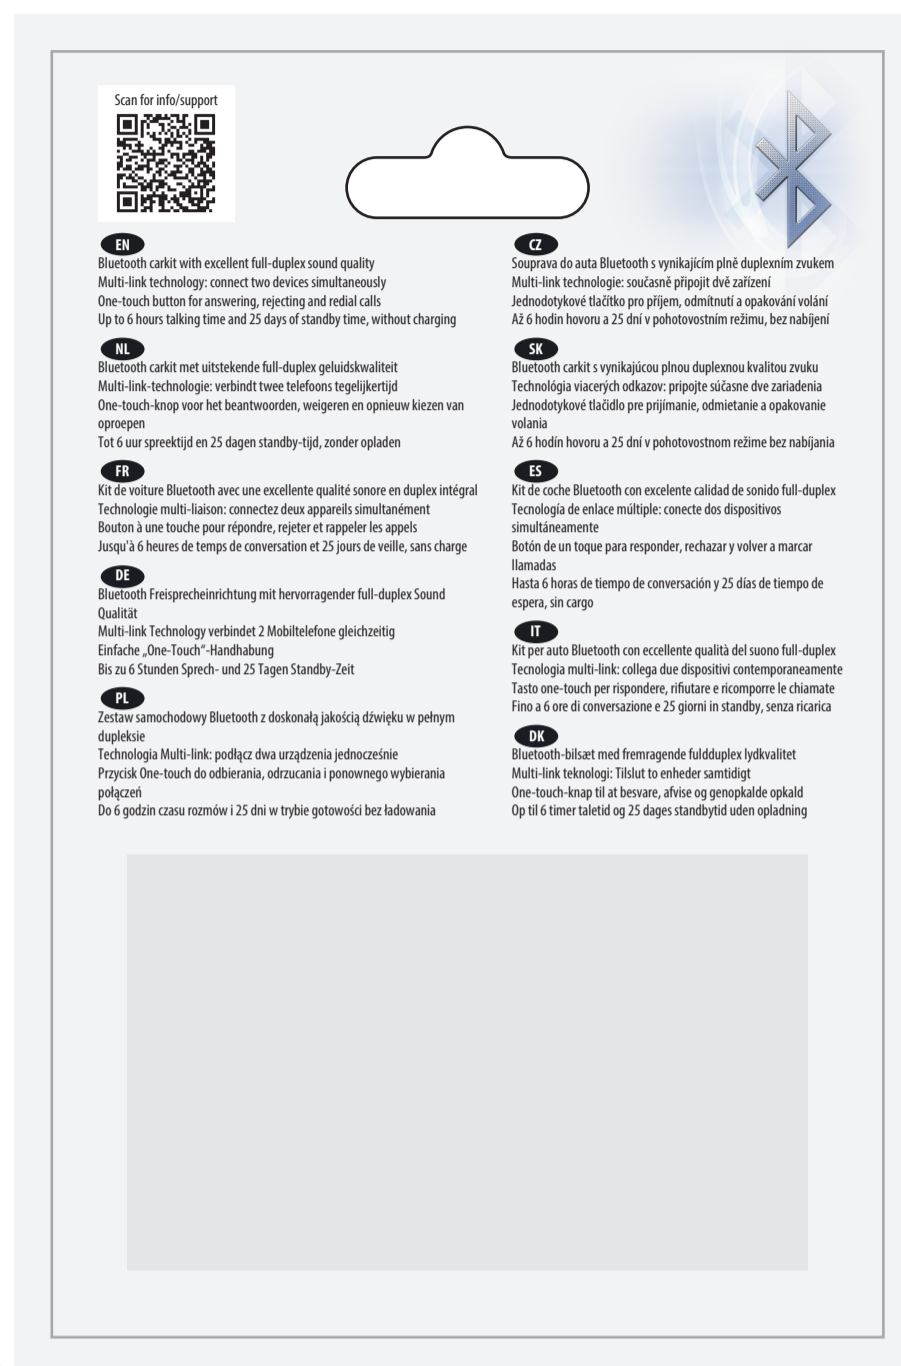 Scan for info/support
EN
Bluetooth carkit with excellent full-duplex sound quality
Multi-link technology: connect two devices simultaneously
One-touch button for answering, rejecting and redial calls
Up to 6 hours talking time and 25 days of standby time, without charging
NL
Bluetooth carkit met uitstekende full-duplex geluidskwaliteit
Multi-link-technologie: verbindt twee telefoons tegelijkertijd
One-touch-knop voor het beantwoorden, weigeren en opnieuw kiezen van
oproepen
Tot 6 uur spreektijd en 25 dagen standby-tijd, zonder opladen
FR
Kit de voiture Bluetooth avec une excellente qualité sonore en duplex intégral
Technologie multi-liaison: connectez deux appareils simultanément
Bouton à une touche pour répondre, rejeter et rappeler les appels
Jusqu'à 6 heures de temps de conversation et 25 jours de veille, sans charge
DE
Bluetooth Freisprecheinrichtung mit hervorragender full-duplex Sound
Qualität
Multi-link Technology verbindet 2 Mobiltelefone gleichzeitig
Einfache „One-Touch“-Handhabung
Bis zu 6 Stunden Sprech- und 25 Tagen Standby-Zeit
PL
Zestaw samochodowy Bluetooth z doskonałą jakością dźwięku w pełnym
dupleksie
Technologia Multi-link: podłącz dwa urządzenia jednocześnie
Przycisk One-touch do odbierania, odrzucania i ponownego wybierania
połączeń
Do 6 godzin czasu rozmów i 25 dni w trybie gotowości bez ładowania
CZ
Souprava do auta Bluetooth s vynikajícím plně duplexním zvukem
Multi-link technologie: současně připojit dvě zařízení
Jednodotykové tlačítko pro příjem, odmítnutí a opakování volání
Až 6 hodin hovoru a 25 dní v pohotovostním režimu, bez nabíjení
SK
Bluetooth carkit s vynikajúcou plnou duplexnou kvalitou zvuku
Technológia viacerých odkazov: pripojte súčasne dve zariadenia
Jednodotykové tlačidlo pre prijímanie, odmietanie a opakovanie
volania
Až 6 hodín hovoru a 25 dní v pohotovostnom režime bez nabíjania
ES
Kit de coche Bluetooth con excelente calidad de sonido full-duplex
Tecnología de enlace múltiple: conecte dos dispositivos
simultáneamente
Botón de un toque para responder, rechazar y volver a marcar
llamadas
Hasta 6 horas de tiempo de conversación y 25 días de tiempo de
espera, sin cargo
IT
Kit per auto Bluetooth con eccellente qualità del suono full-duplex
Tecnologia multi-link: collega due dispositivi contemporaneamente
Tasto one-touch per rispondere, rifiutare e ricomporre le chiamate
Fino a 6 ore di conversazione e 25 giorni in standby, senza ricarica
DK
Bluetooth-bilsæt med fremragende fuldduplex lydkvalitet
Multi-link teknologi: Tilslut to enheder samtidigt
One-touch-knap til at besvare, afvise og genopkalde opkald
Op til 6 timer taletid og 25 dages standbytid uden opladning